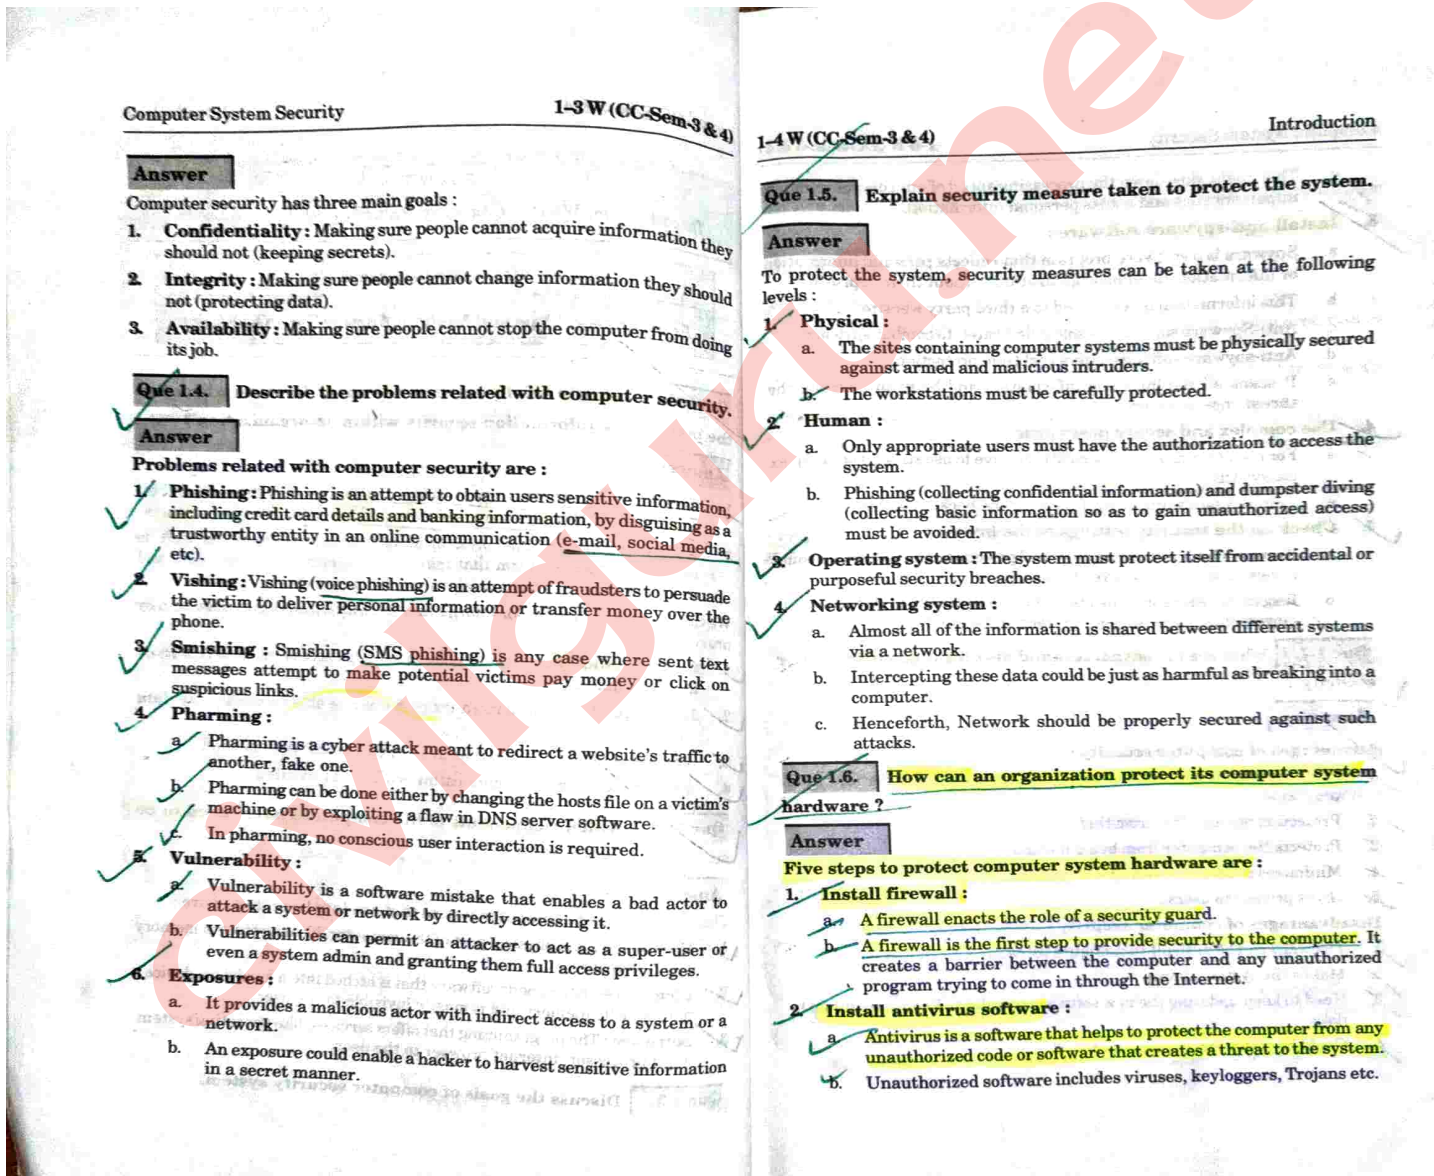 Computer System Security
1-3 W (CC-Sem-3 & 4)
Answer
Computer security has three main goals :
1. Confidentiality : Making sure people cannot acquire information they
should not (keeping secrets).
2. Integrity : Making sure people cannot change information they should
not (protecting data).
3. Availability : Making sure people cannot stop the computer from doing
its job.
Que 1.4. Describe the problems related with computer security.
Answer
Problems related with computer security are :
1. Phishing : Phishing is an attempt to obtain users sensitive information,
including credit card details and banking information, by disguising as a
trustworthy entity in an online communication (e-mail, social media,
etc).
2. Vishing : Vishing (voice phishing) is an attempt of fraudsters to persuade
the victim to deliver personal information or transfer money over the
phone.
3. Smishing : Smishing (SMS phishing) is any case where sent text
messages attempt to make potential victims pay money or click on
suspicious links.
4. Pharming :
a. Pharming is a cyber attack meant to redirect a website's traffic to
another, fake one.
b. Pharming can be done either by changing the hosts file on a victim's
machine or by exploiting a flaw in DNS server software.
c. In pharming, no conscious user interaction is required.
5. Vulnerability :
a. Vulnerability is a software mistake that enables a bad actor to
attack a system or network by directly accessing it.
b. Vulnerabilities can permit an attacker to act as a super-user or
even a system admin and granting them full access privileges.
6. Exposures :
a. It provides a malicious actor with indirect access to a system or a
network.
b. An exposure could enable a hacker to harvest sensitive information
in a secret manner.
1-4 W (CC-Sem-3 & 4)
Introduction
Que 1.5. Explain security measure taken to protect the system.
Answer
To protect the system, security measures can be taken at the following
levels :
1. Physical :
a. The sites containing computer systems must be physically secured
against armed and malicious intruders.
b. The workstations must be carefully protected.
2. Human :
a. Only appropriate users must have the authorization to access the
system.
b. Phishing (collecting confidential information) and dumpster diving
(collecting basic information so as to gain unauthorized access)
must be avoided.
3. Operating system : The system must protect itself from accidental or
purposeful security breaches.
4. Networking system :
a. Almost all of the information is shared between different systems
via a network.
b. Intercepting these data could be just as harmful as breaking into a
computer.
c. Henceforth, Network should be properly secured against such
attacks.
Que 1.6. How can an organization protect its computer system
hardware ?
Answer
Five steps to protect computer system hardware are :
1. Install firewall :
a. A firewall enacts the role of a security guard.
b. A firewall is the first step to provide security to the computer. It
creates a barrier between the computer and any unauthorized
program trying to come in through the Internet.
2. Install antivirus software :
a. Antivirus is a software that helps to protect the computer from any
unauthorized code or software that creates a threat to the system.
b. Unauthorized software includes viruses, keyloggers, Trojans etc.
civilguru.net